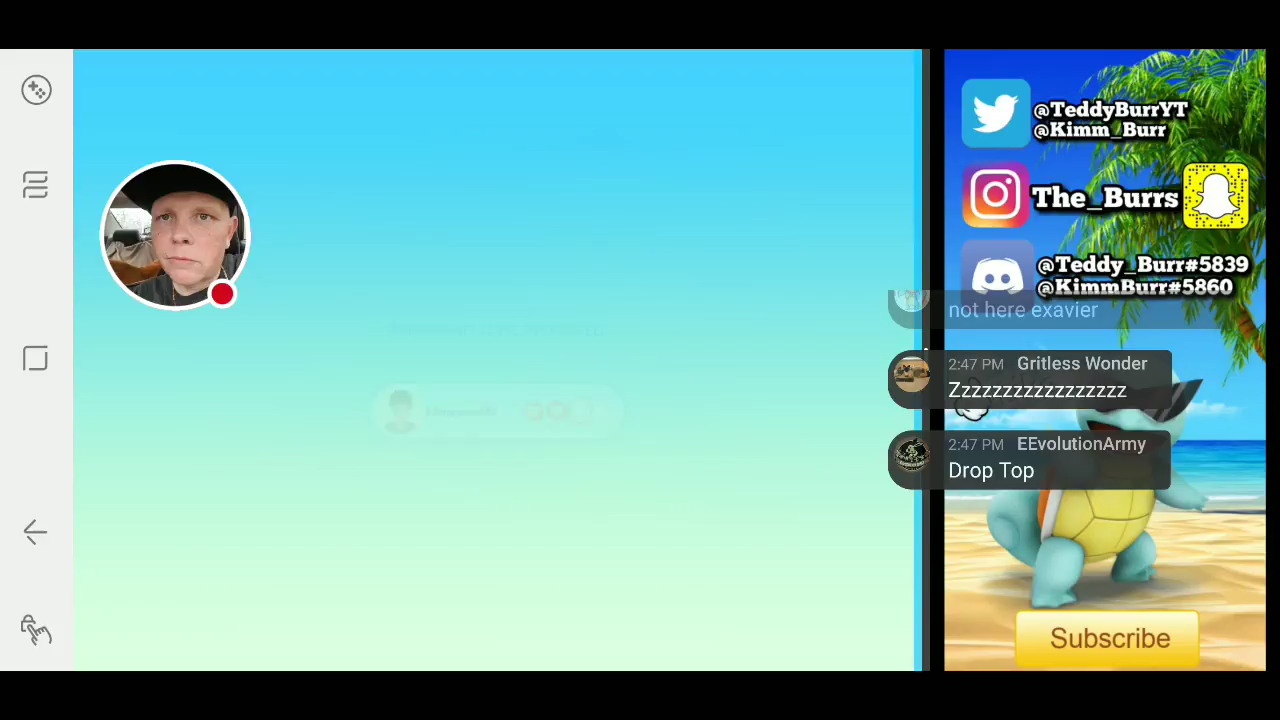 @TeddyBurrYT
@Kimm_Burr
The_Burrs
@Teddy_Burr#5839
@KimmBurr#5860
not here exavier
2:47 PM Gritless Wonder
Zzzzzzzzzzzzzzzzz
2:47 PM EEvolutionArmy
Drop Top
Subscribe